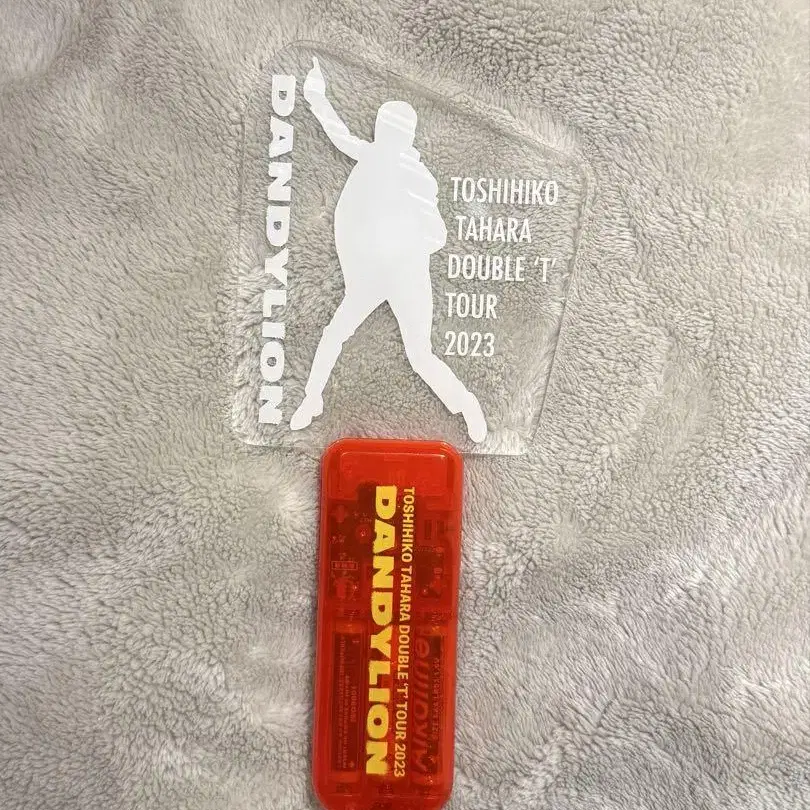 DANDYLION
TOSHIHIKO
TAHARA
DOUBLE ‘T’
TOUR
2023
TOSHIHIKO TAHARA DOUBLE ‘T’ TOUR 2023
DANDYLION